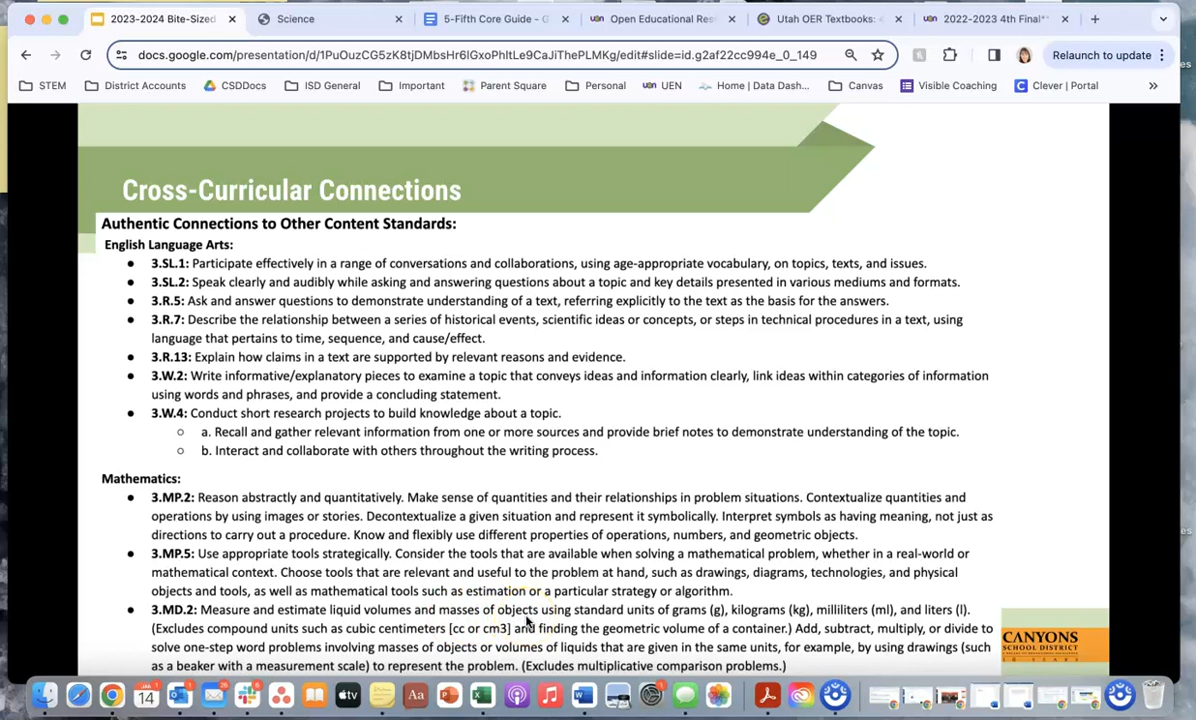 2023-2024 Bite-Sized
Science
5-Fifth Core Guide - G
Open Educational Res
Utah OER Textbooks:
2022-2023 4th Final*
docs.google.com/presentation/d/1PuOuzCG5zK8tjDMbsHr6lGxoPhltLe9CaJiThePLMKg/edit#slide=id.g2af22cc994e_0_149
Relaunch to update
STEM
District Accounts
CSDDocs
ISD General
Important
Parent Square
Personal
UEN
Home | Data Dash...
Canvas
Visible Coaching
Clever | Portal
Cross-Curricular Connections
Authentic Connections to Other Content Standards:
English Language Arts:
3.SL.1: Participate effectively in a range of conversations and collaborations, using age-appropriate vocabulary, on topics, texts, and issues.
3.SL.2: Speak clearly and audibly while asking and answering questions about a topic and key details presented in various mediums and formats.
3.R.5: Ask and answer questions to demonstrate understanding of a text, referring explicitly to the text as the basis for the answers.
3.R.7: Describe the relationship between a series of historical events, scientific ideas or concepts, or steps in technical procedures in a text, using
language that pertains to time, sequence, and cause/effect.
3.R.13: Explain how claims in a text are supported by relevant reasons and evidence.
3.W.2: Write informative/explanatory pieces to examine a topic that conveys ideas and information clearly, link ideas within categories of information
using words and phrases, and provide a concluding statement.
3.W.4: Conduct short research projects to build knowledge about a topic.
a. Recall and gather relevant information from one or more sources and provide brief notes to demonstrate understanding of the topic.
b. Interact and collaborate with others throughout the writing process.
Mathematics:
3.MP.2: Reason abstractly and quantitatively. Make sense of quantities and their relationships in problem situations. Contextualize quantities and
operations by using images or stories. Decontextualize a given situation and represent it symbolically. Interpret symbols as having meaning, not just as
directions to carry out a procedure. Know and flexibly use different properties of operations, numbers, and geometric objects.
3.MP.5: Use appropriate tools strategically. Consider the tools that are available when solving a mathematical problem, whether in a real-world or
mathematical context. Choose tools that are relevant and useful to the problem at hand, such as drawings, diagrams, technologies, and physical
objects and tools, as well as mathematical tools such as estimation or a particular strategy or algorithm.
3.MD.2: Measure and estimate liquid volumes and masses of objects using standard units of grams (g), kilograms (kg), milliliters (ml), and liters (l).
(Excludes compound units such as cubic centimeters [cc or cm3] and finding the geometric volume of a container.) Add, subtract, multiply, or divide to
solve one-step word problems involving masses of objects or volumes of liquids that are given in the same units, for example, by using drawings (such
as a beaker with a measurement scale) to represent the problem. (Excludes multiplicative comparison problems.)
CANYONS
SCHOOL DISTRICT
JAN
14
tv
Aa